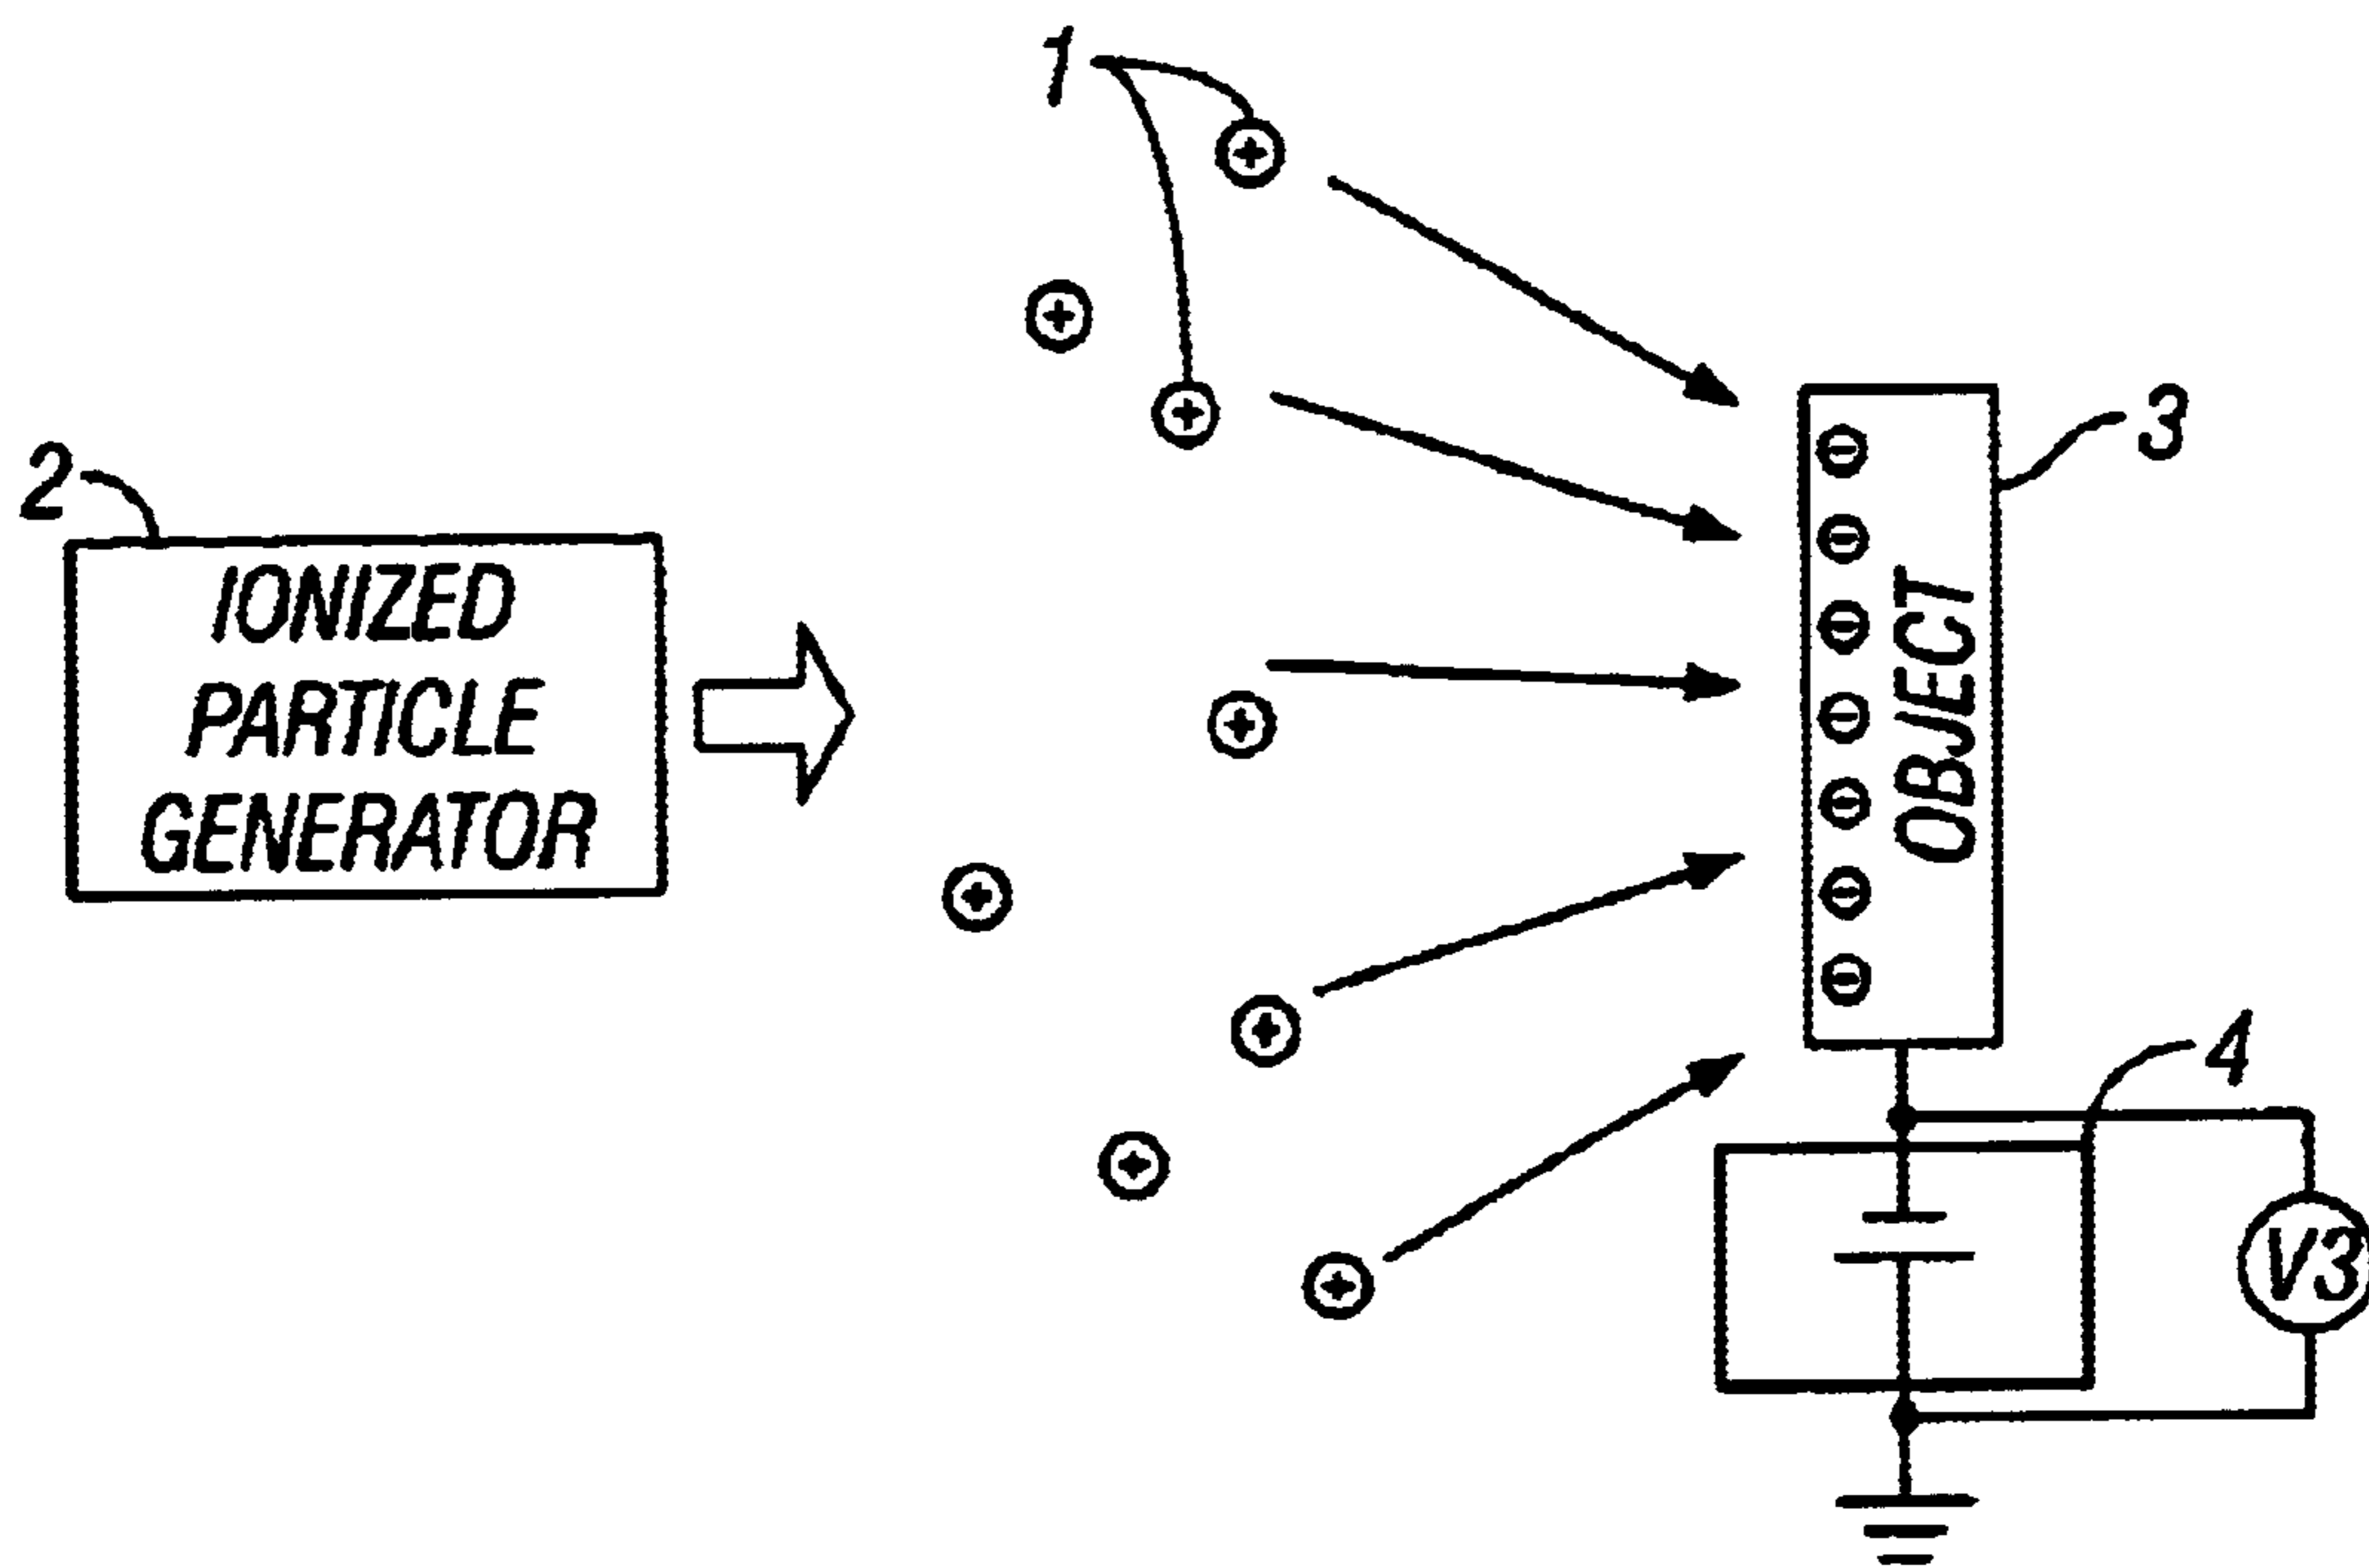 1
2
IONIZED
PARTICLE
GENERATOR
3
OBJECT
4
V3